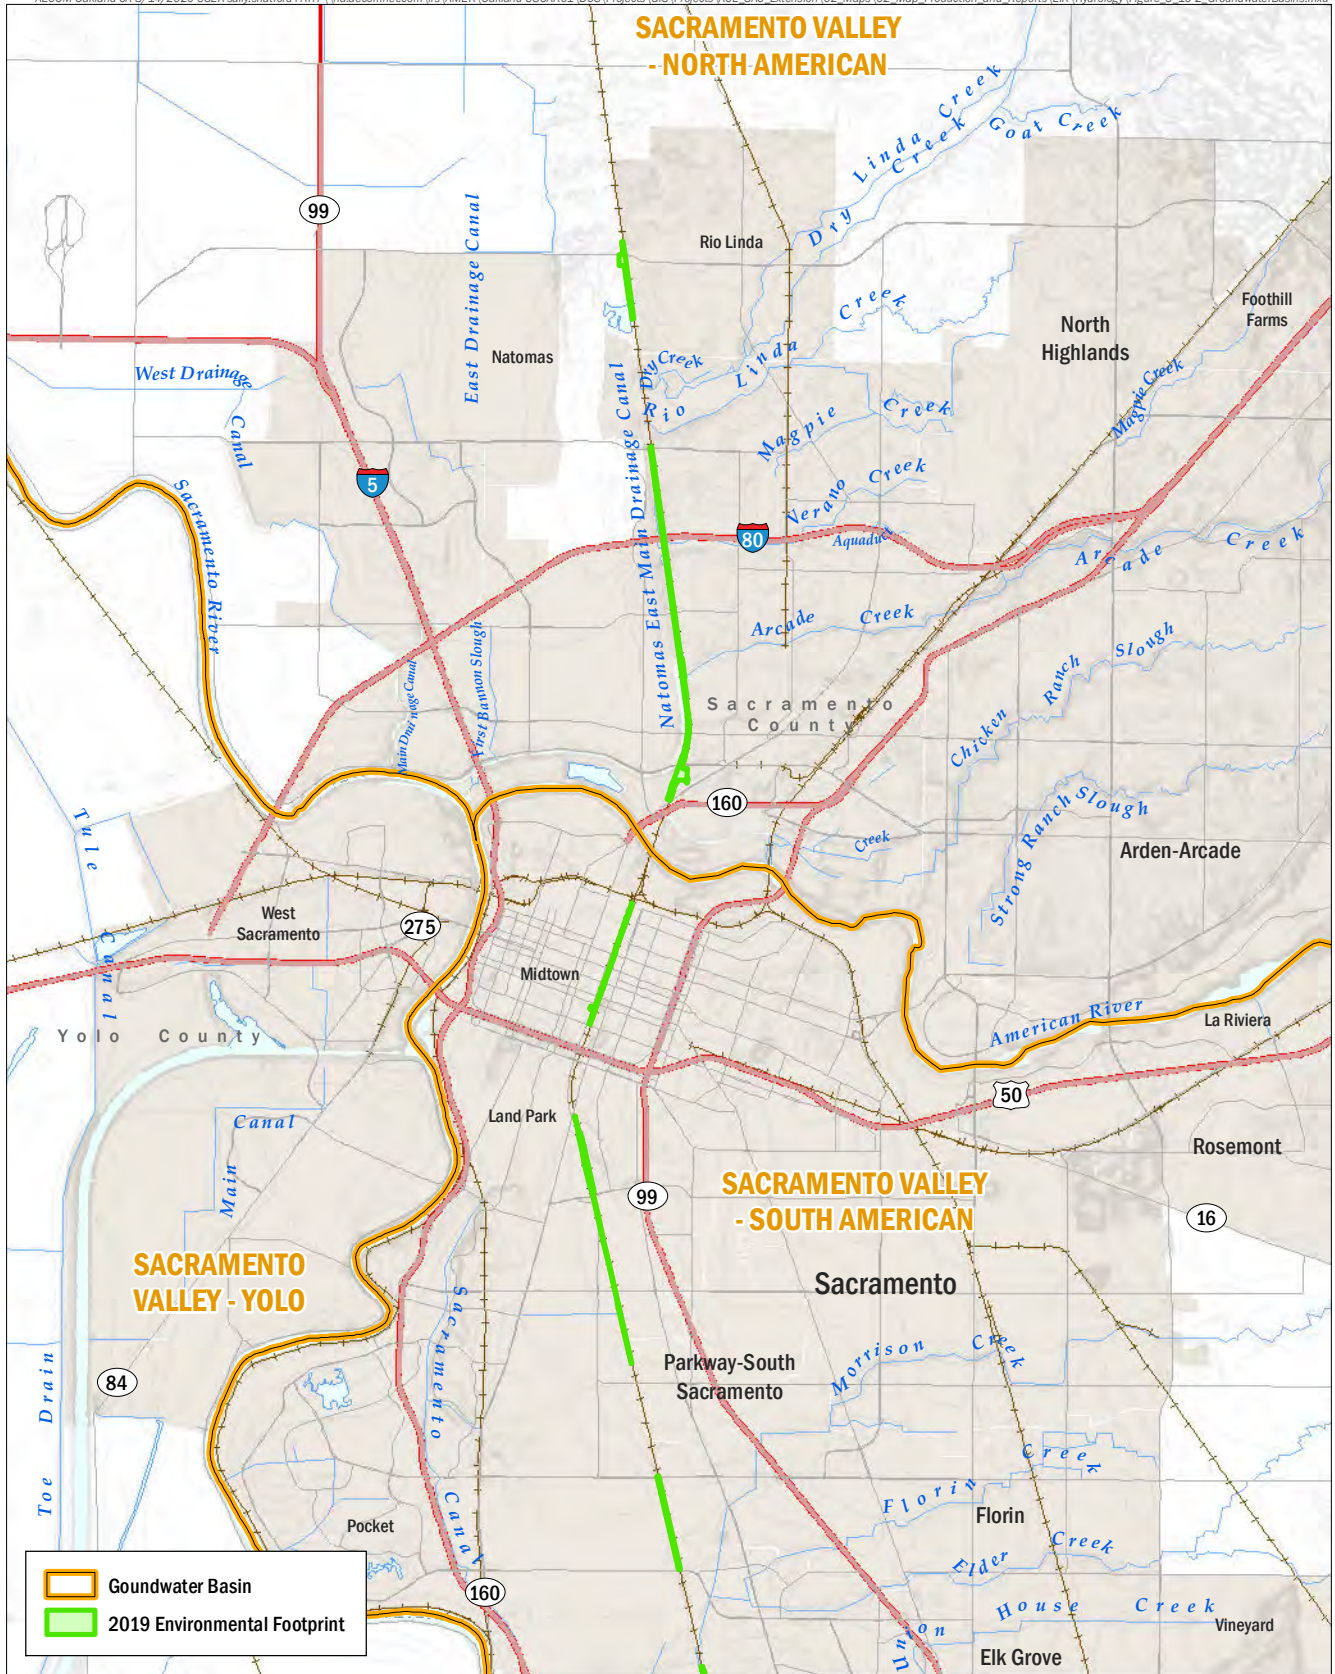 SACRAMENTO VALLEY
- NORTH AMERICAN
Linda Creek
Dry Creek
Goat Creek
99
East Drainage Canal
Rio Linda
Foothill
Farms
North
Highlands
Natomas
West Drainage
Canal
Dry Creek
Rio Linda Creek
Magpie Creek
Magpie Creek
Natomas East Main Drainage Canal
Sacramento River
5
80
Verano Creek
Aquaduct
Arcade Creek
Arcade Creek
Main Drainage Canal
First Bannon Slough
Sacramento
County
Chicken Ranch Slough
Strong Ranch Slough
160
Creek
Arden-Arcade
Tule Canal
West
Sacramento
275
Midtown
American River
La Riviera
Yolo County
50
Main Canal
Land Park
Rosemont
SACRAMENTO VALLEY
- SOUTH AMERICAN
99
16
SACRAMENTO
VALLEY - YOLO
Sacramento
Sacramento Canal
Morrison Creek
Parkway-South
Sacramento
84
Toe Drain
Florin Creek
Florin
Pocket
Elder Creek
Union House Creek
Vineyard
160
Elk Grove
Goundwater Basin
2019 Environmental Footprint